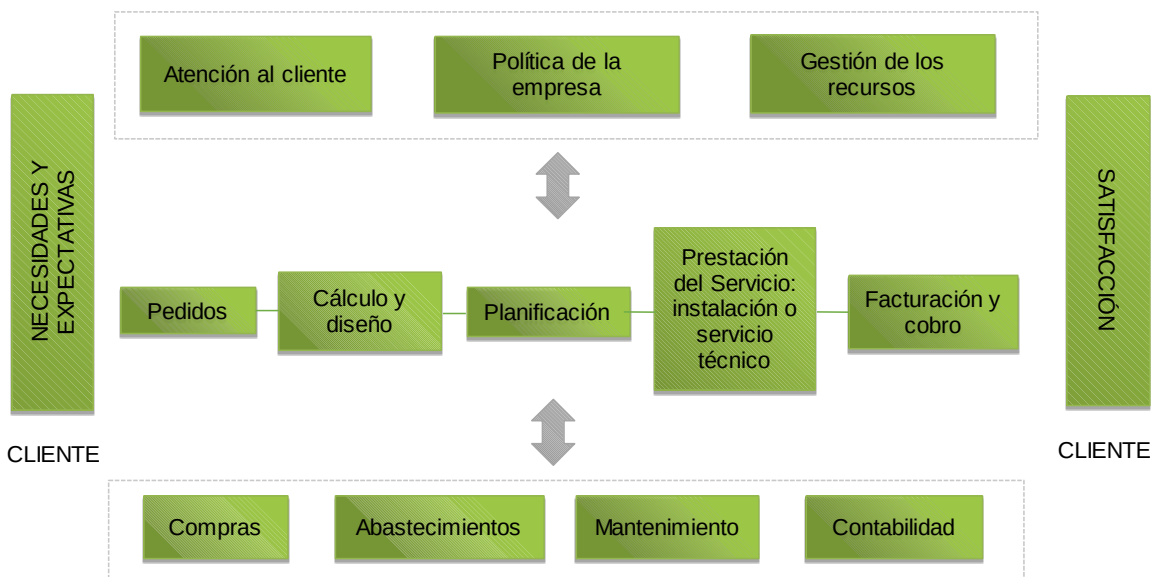 Atención al cliente
Política de la
empresa
Gestión de los
recursos
NECESIDADES Y
EXPECTATIVAS
CLIENTE
Pedidos
Cálculo y
diseño
Planificación
Prestación
del Servicio:
instalación o
servicio
técnico
Facturación y
cobro
SATISFACCIÓN
CLIENTE
Compras
Abastecimientos
Mantenimiento
Contabilidad